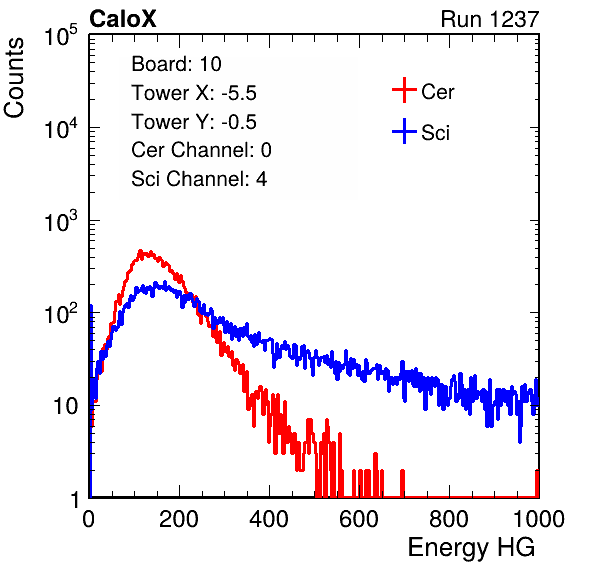 CaloX Run 1237
Counts
10^5
10^4
10^3
10^2
10
1
Board: 10
Tower X: -5.5
Tower Y: -0.5
Cer Channel: 0
Sci Channel: 4
Cer
Sci
0 200 400 600 800 1000
Energy HG